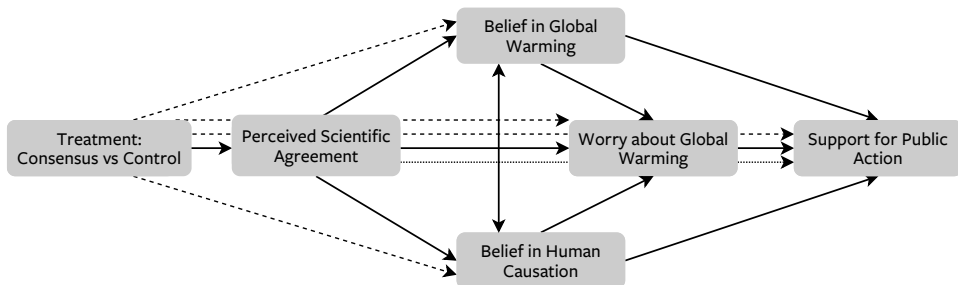 Belief in Global
Warming
Treatment:
Consensus vs Control
Perceived Scientific
Agreement
Worry about Global
Warming
Support for Public
Action
Belief in Human
Causation